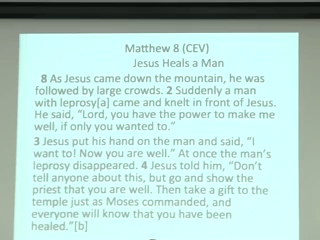 Matthew 8 (CEV)
Jesus Heals a Man
8 As Jesus came down the mountain, he was
followed by large crowds. 2 Suddenly a man
with leprosy[a] came and knelt in front of Jesus.
He said, “Lord, you have the power to make me
well, if only you wanted to.”
3 Jesus put his hand on the man and said, “I
want to! Now you are well.” At once the man’s
leprosy disappeared. 4 Jesus told him, “Don’t
tell anyone about this, but go and show the
priest that you are well. Then take a gift to the
temple just as Moses commanded, and
everyone will know that you have been
healed.”[b]